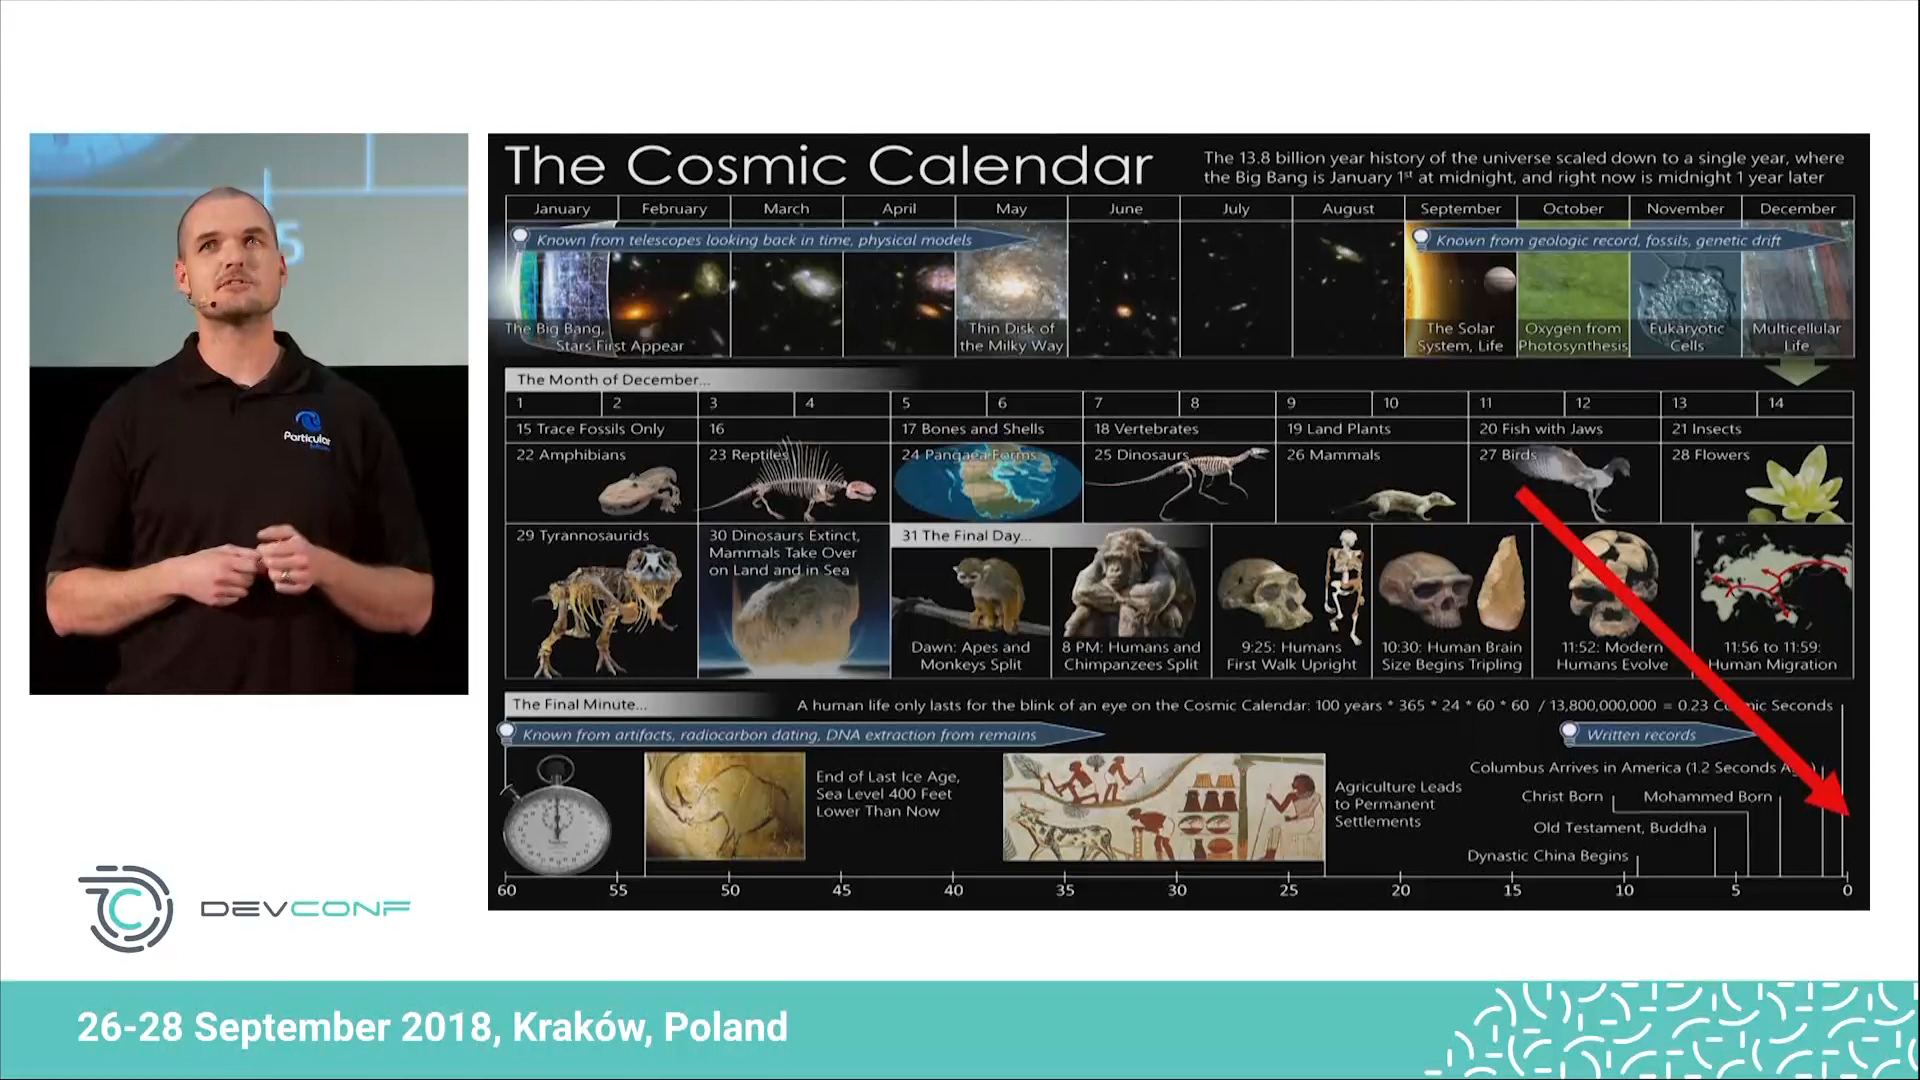 The Cosmic Calendar
The 13.8 billion year history of the universe scaled down to a single year, where
the Big Bang is January 1st at midnight, and right now is midnight 1 year later
January February March April May June July August September October November December
Known from telescopes looking back in time, physical models
Known from geologic record, fossils, genetic drift
The Big Bang,
Stars First Appear
Thin Disk of
the Milky Way
The Solar
System, Life
Oxygen from
Photosynthesis
Eukaryotic
Cells
Multicellular
Life
The Month of December...
1 2 3 4 5 6 7 8 9 10 11 12 13 14
15 Trace Fossils Only 16 17 Bones and Shells 18 Vertebrates 19 Land Plants 20 Fish with Jaws 21 Insects
22 Amphibians 23 Reptiles 24 Pangaea Forms 25 Dinosaurs 26 Mammals 27 Birds 28 Flowers
29 Tyrannosaurids
30 Dinosaurs Extinct,
Mammals Take Over
on Land and in Sea
31 The Final Day...
Dawn: Apes and
Monkeys Split
8 PM: Humans and
Chimpanzees Split
9:25: Humans
First Walk Upright
10:30: Human Brain
Size Begins Tripling
11:52: Modern
Humans Evolve
11:56 to 11:59:
Human Migration
The Final Minute...
A human life only lasts for the blink of an eye on the Cosmic Calendar: 100 years * 365 * 24 * 60 * 60 / 13,800,000,000 = 0.23 Seconds
Known from artifacts, radiocarbon dating, DNA extraction from remains
Written records
End of Last Ice Age,
Sea Level 400 Feet
Lower Than Now
Agriculture Leads
to Permanent
Settlements
Columbus Arrives in America (1.2 Seconds
Christ Born
Mohammed Born
Old Testament, Buddha
Dynastic China Begins
60 55 50 45 40 35 30 25 20 15 10 5 0
5
Particular
DEVCONF
26-28 September 2018, Kraków, Poland